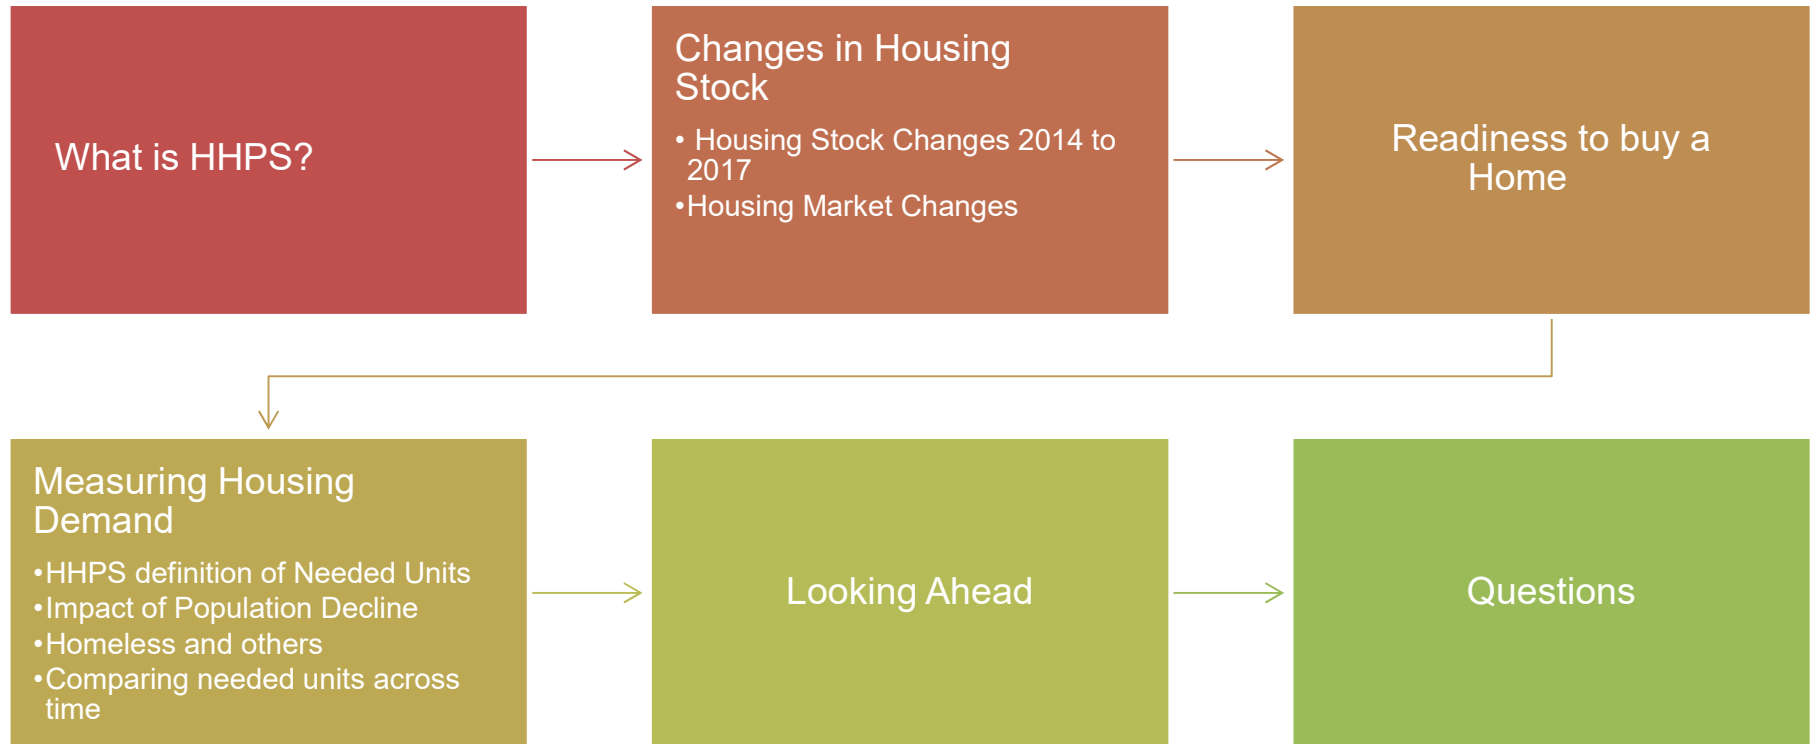 What is HHPS?
Changes in Housing
Stock
• Housing Stock Changes 2014 to
2017
•Housing Market Changes
Readiness to buy a
Home
Measuring Housing
Demand
•HHPS definition of Needed Units
•Impact of Population Decline
•Homeless and others
•Comparing needed units across
time
Looking Ahead
Questions